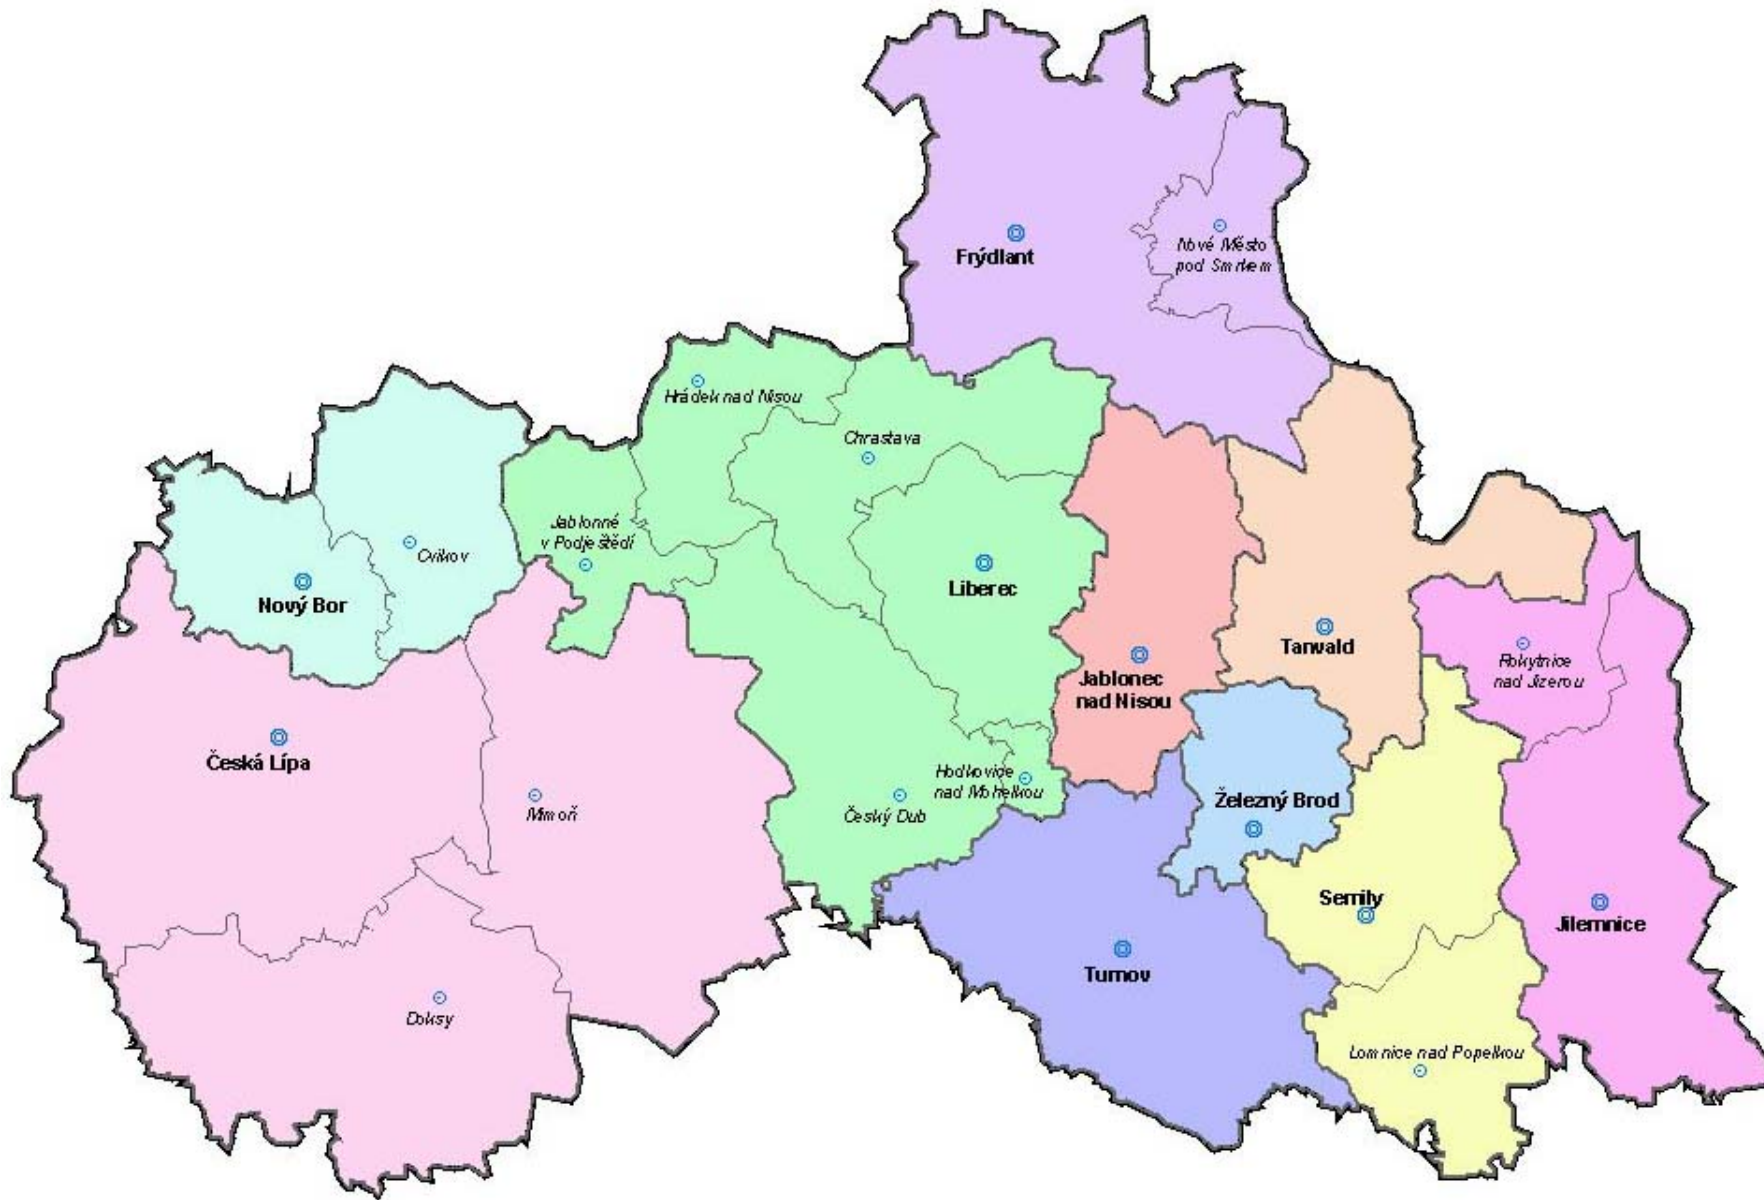 Frýdlant
Nové Město
pod Smrkem
Hrádek nad Nisou
Chrastava
Jablonné
v Podještědí
Cvikov
Nový Bor
Liberec
Tanvald
Rokytnice
nad Jizerou
Jablonec
nad Nisou
Česká Lípa
Mimoň
Český Dub
Hodkovice
nad Mohelkou
Železný Brod
Semily
Jilemnice
Turnov
Doksy
Lomnice nad Popelkou